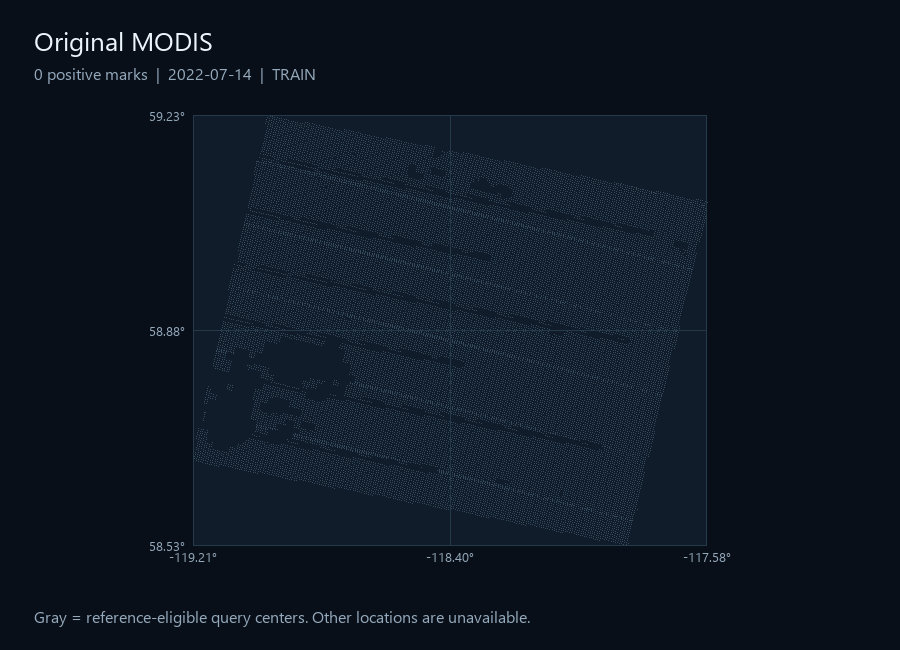 Original MODIS
0 positive marks | 2022-07-14 | TRAIN
59.23°
58.88°
58.53°
-119.21°
-118.40°
-117.58°
Gray = reference-eligible query centers. Other locations are unavailable.